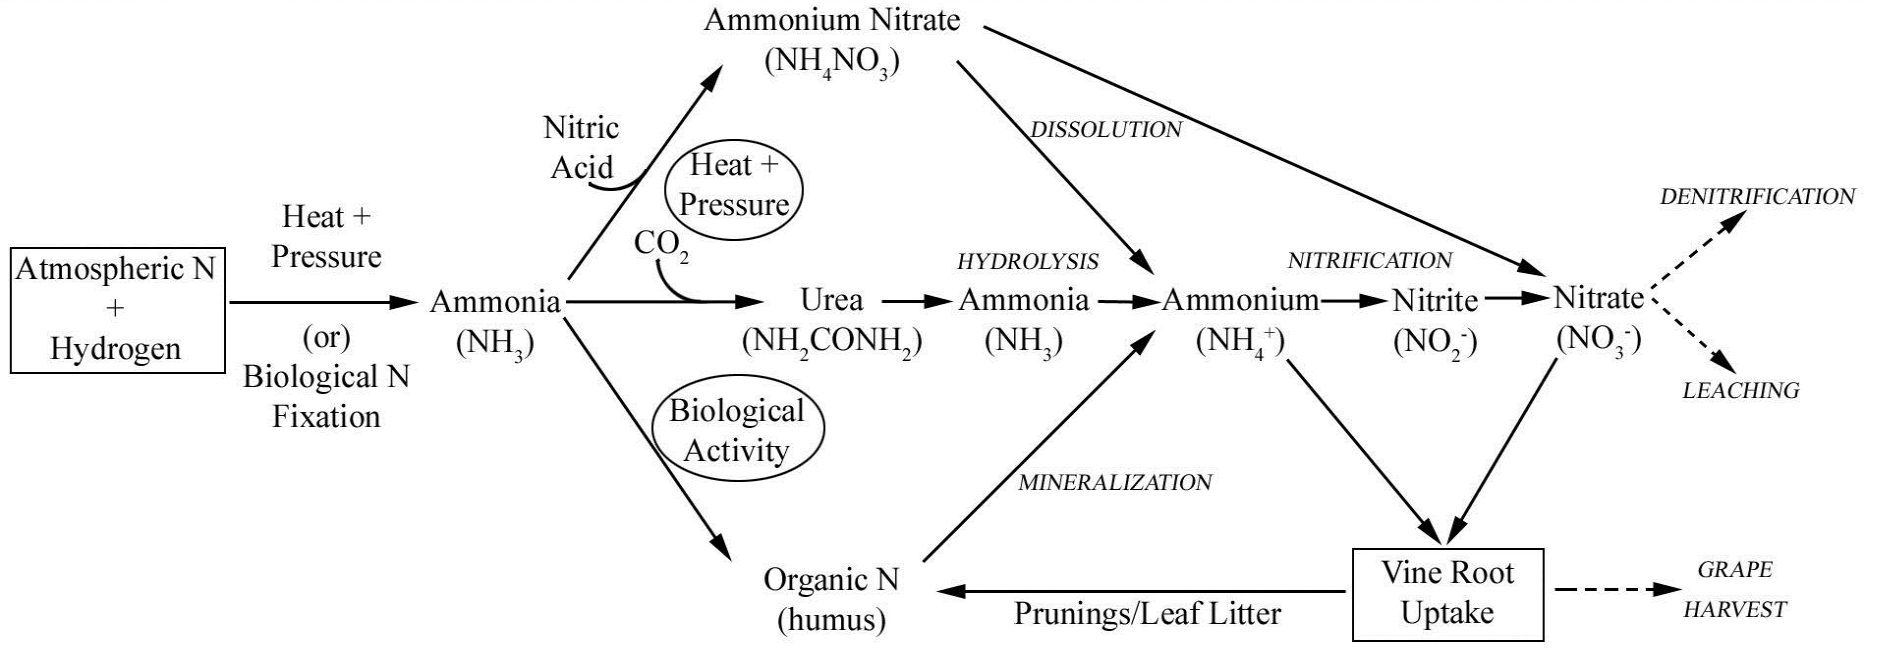 Ammonium Nitrate
(NH₄NO₃)
Nitric
Acid
Heat +
Pressure
DISSOLUTION
Atmospheric N
+
Hydrogen
Heat +
Pressure
(or)
Biological N
Fixation
Ammonia
(NH₃)
CO₂
Urea
(NH₂CONH₂)
HYDROLYSIS
Ammonia
(NH₃)
Ammonium
(NH₄⁺)
NITRIFICATION
Nitrite
(NO₂⁻)
Nitrate
(NO₃⁻)
DENITRIFICATION
LEACHING
Biological
Activity
MINERALIZATION
Organic N
(humus)
Prunings/Leaf Litter
Vine Root
Uptake
GRAPE
HARVEST